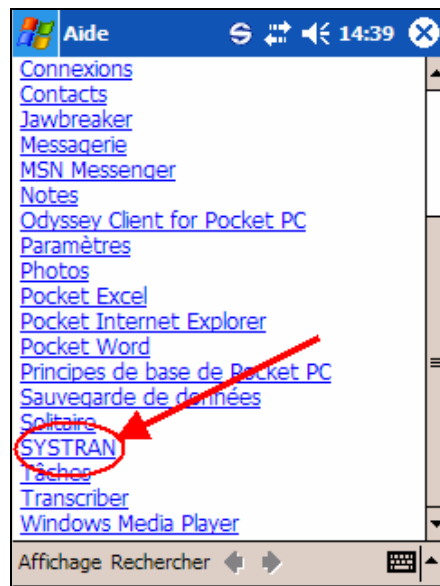 Aide 14:39
Connexions
Contacts
Jawbreaker
Messagerie
MSN Messenger
Notes
Odyssey Client for Pocket PC
Paramètres
Photos
Pocket Excel
Pocket Internet Explorer
Pocket Word
Principes de base de Pocket PC
Sauvegarde de données
Solitaire
SYSTRAN
Tâches
Transcriber
Windows Media Player
Affichage Rechercher